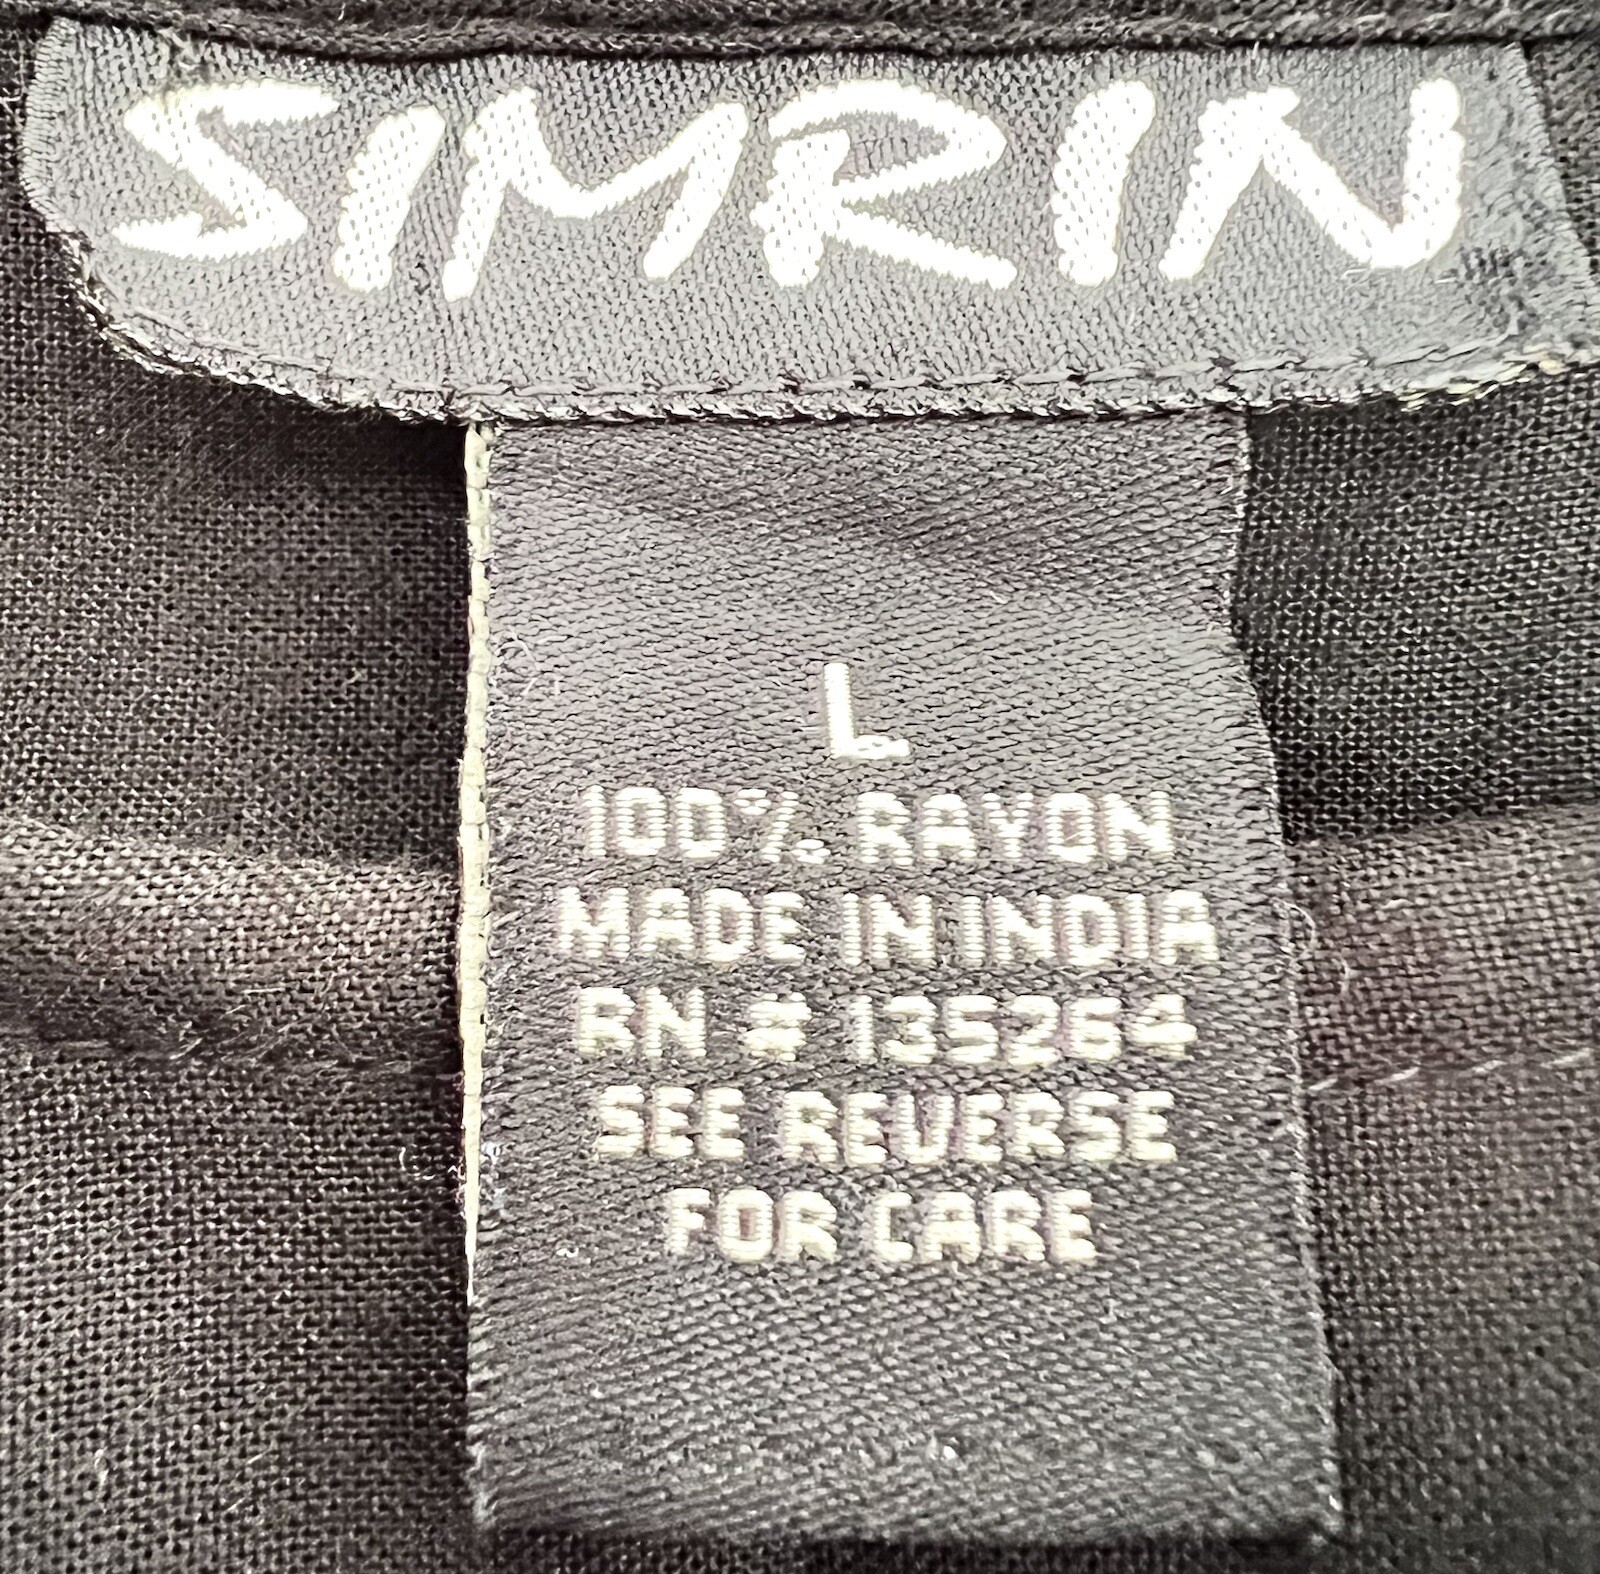 SIMRIN
L
100% RAYON
MADE IN INDIA
RN # 135264
SEE REVERSE
FOR CARE